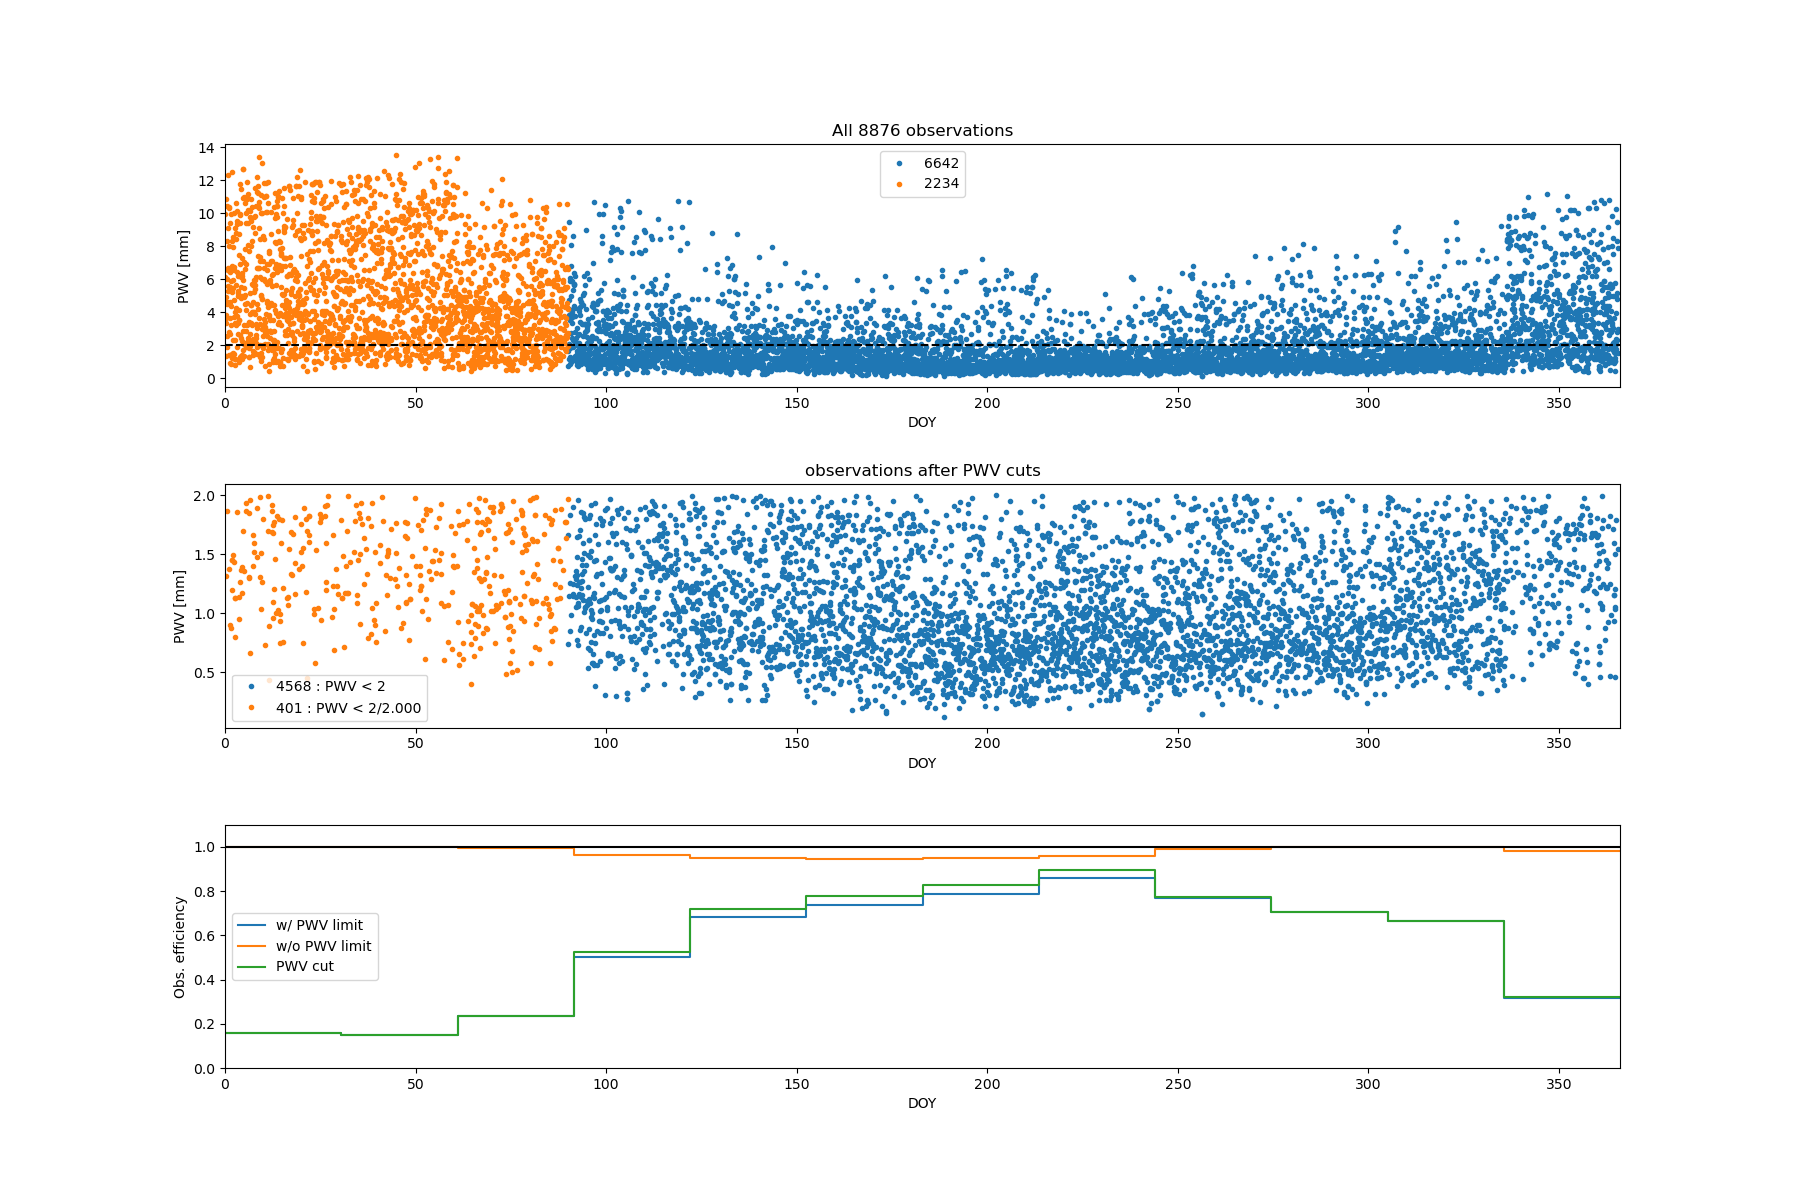 All 8876 observations
14
12
10
8
6
4
2
0
PWV [mm]
6642
2234
0 50 100 150 200 250 300 350
DOY
observations after PWV cuts
2.0
1.5
1.0
0.5
PWV [mm]
4568 : PWV < 2
401 : PWV < 2/2.000
0 50 100 150 200 250 300 350
DOY
1.0
0.8
0.6
0.4
0.2
0.0
Obs. efficiency
w/ PWV limit
w/o PWV limit
PWV cut
0 50 100 150 200 250 300 350
DOY